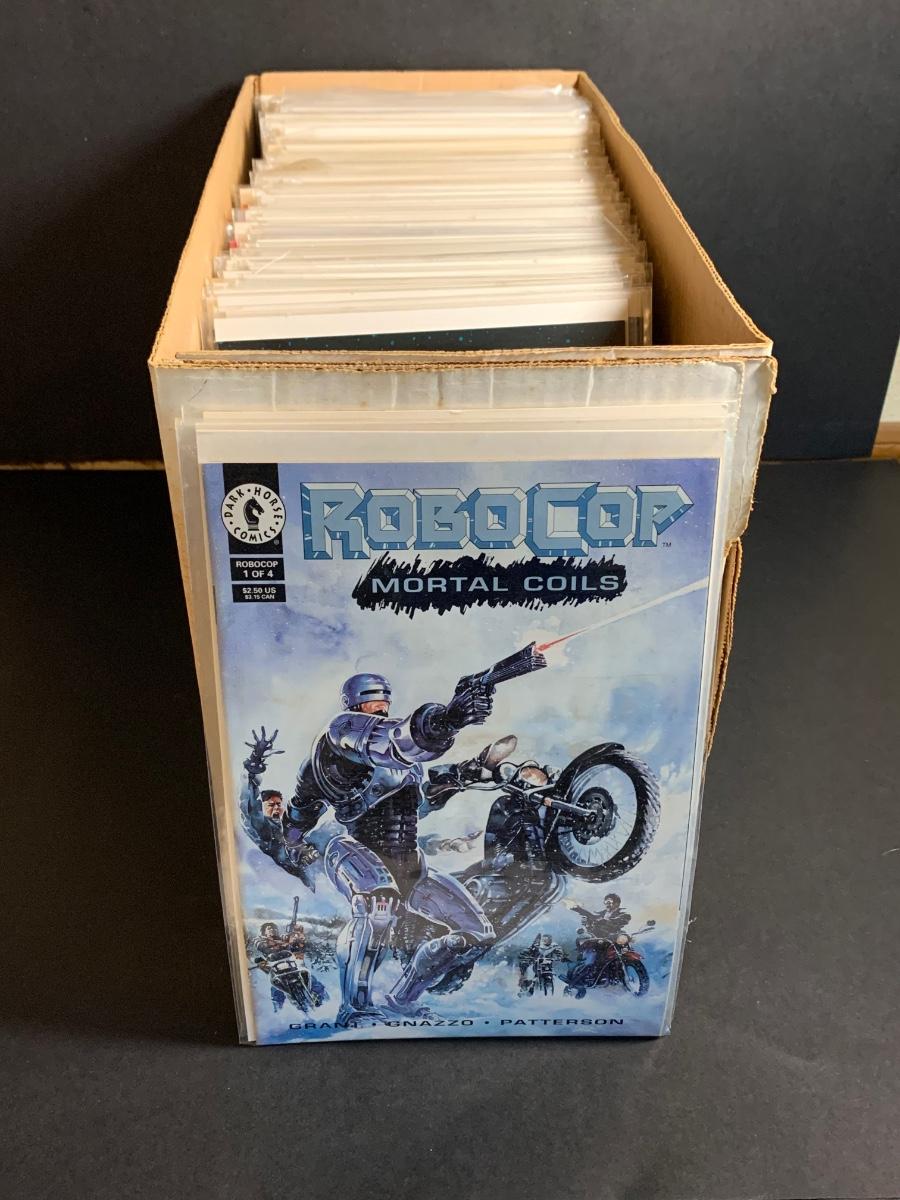 DARK • HORSE
COMICS
®
ROBOCOP
1 OF 4
$2.50 US
$3.15 CAN
ROBOCOP
™
MORTAL COILS
GRANT • GNAZZO • PATTERSON